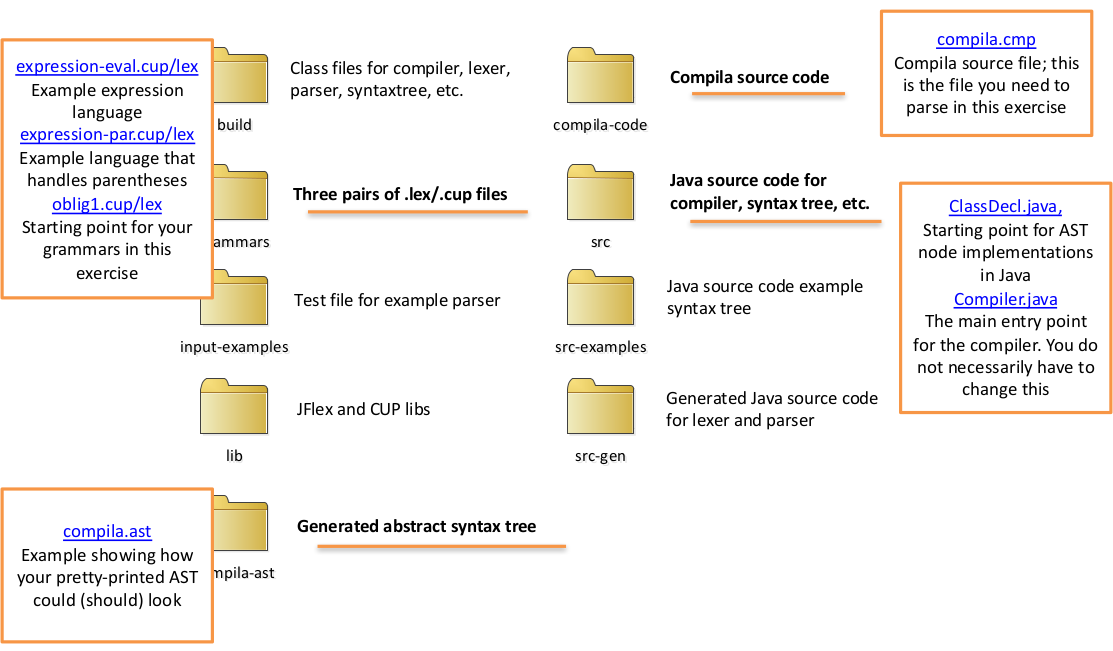 expression-eval.cup/lex
Example expression
language
expression-par.cup/lex
Example language that
handles parentheses
oblig1.cup/lex
Starting point for your
grammars in this
exercise
Class files for compiler, lexer,
parser, syntaxtree, etc.
build
Compila source code
compila-code
compila.cmp
Compila source file; this
is the file you need to
parse in this exercise
Three pairs of .lex/.cup files
ammars
Java source code for
compiler, syntax tree, etc.
src
ClassDecl.java,
Starting point for AST
node implementations
in Java
Compiler.java
The main entry point
for the compiler. You do
not necessarily have to
change this
Test file for example parser
input-examples
Java source code example
syntax tree
src-examples
JFlex and CUP libs
lib
Generated Java source code
for lexer and parser
src-gen
compila.ast
Example showing how
your pretty-printed AST
could (should) look
Generated abstract syntax tree
mpila-ast